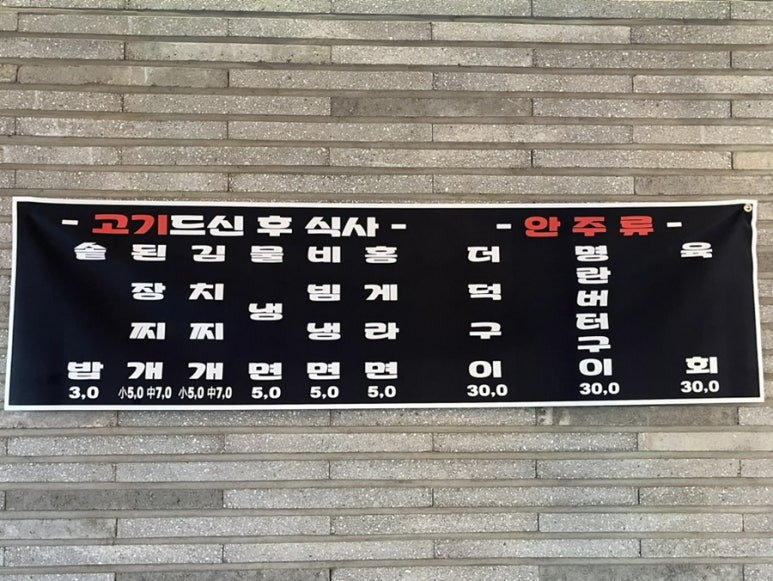 - 고기드신 후 식사 -
솥밥
3,0
된장찌개
小5,0 中7,0
김치찌개
小5,0 中7,0
물냉면
5,0
비빔냉면
5,0
홍게라면
5,0
- 안주류 -
더덕구이
30,0
명란버터구이
30,0
육회
30,0